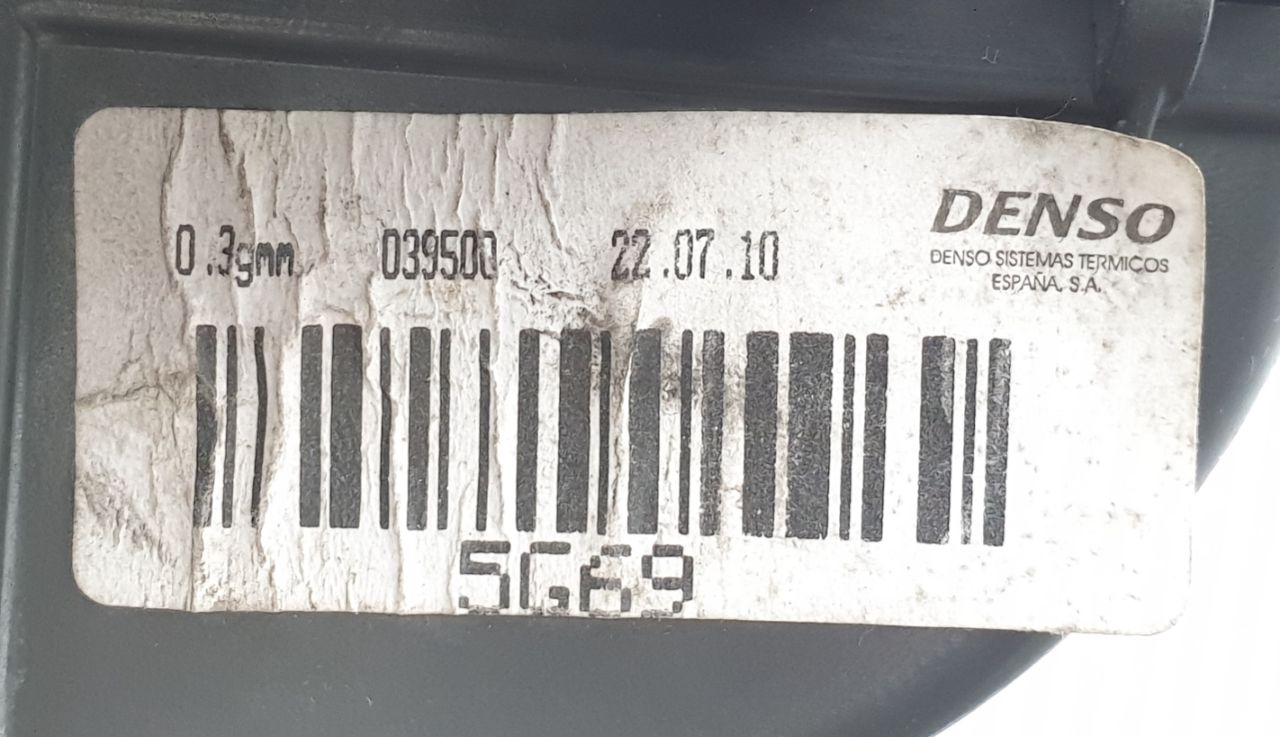 0.3gmm 039500 22.07.10
DENSO
DENSO SISTEMAS TERMICOS
ESPAÑA, S.A.
5G69